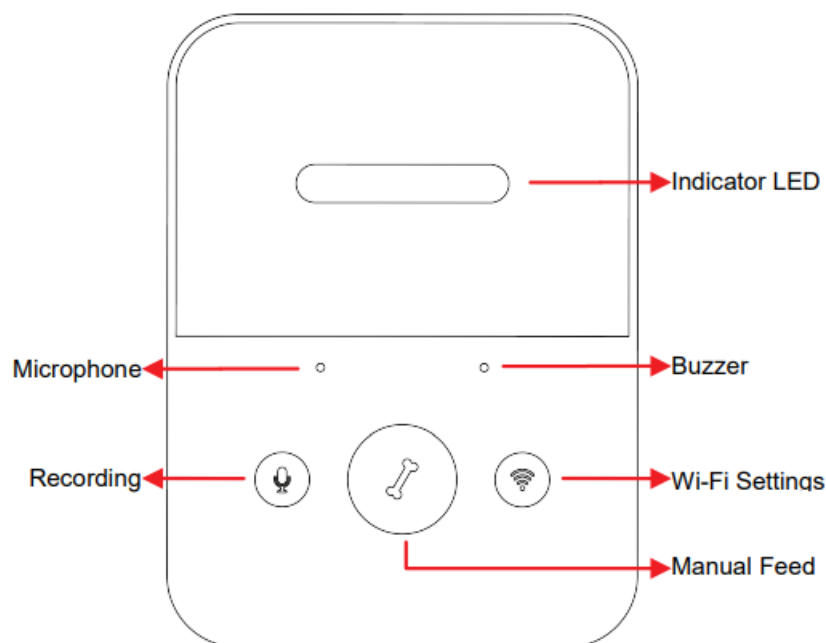 Indicator LED
Microphone
Buzzer
Recording
Wi-Fi Settings
Manual Feed